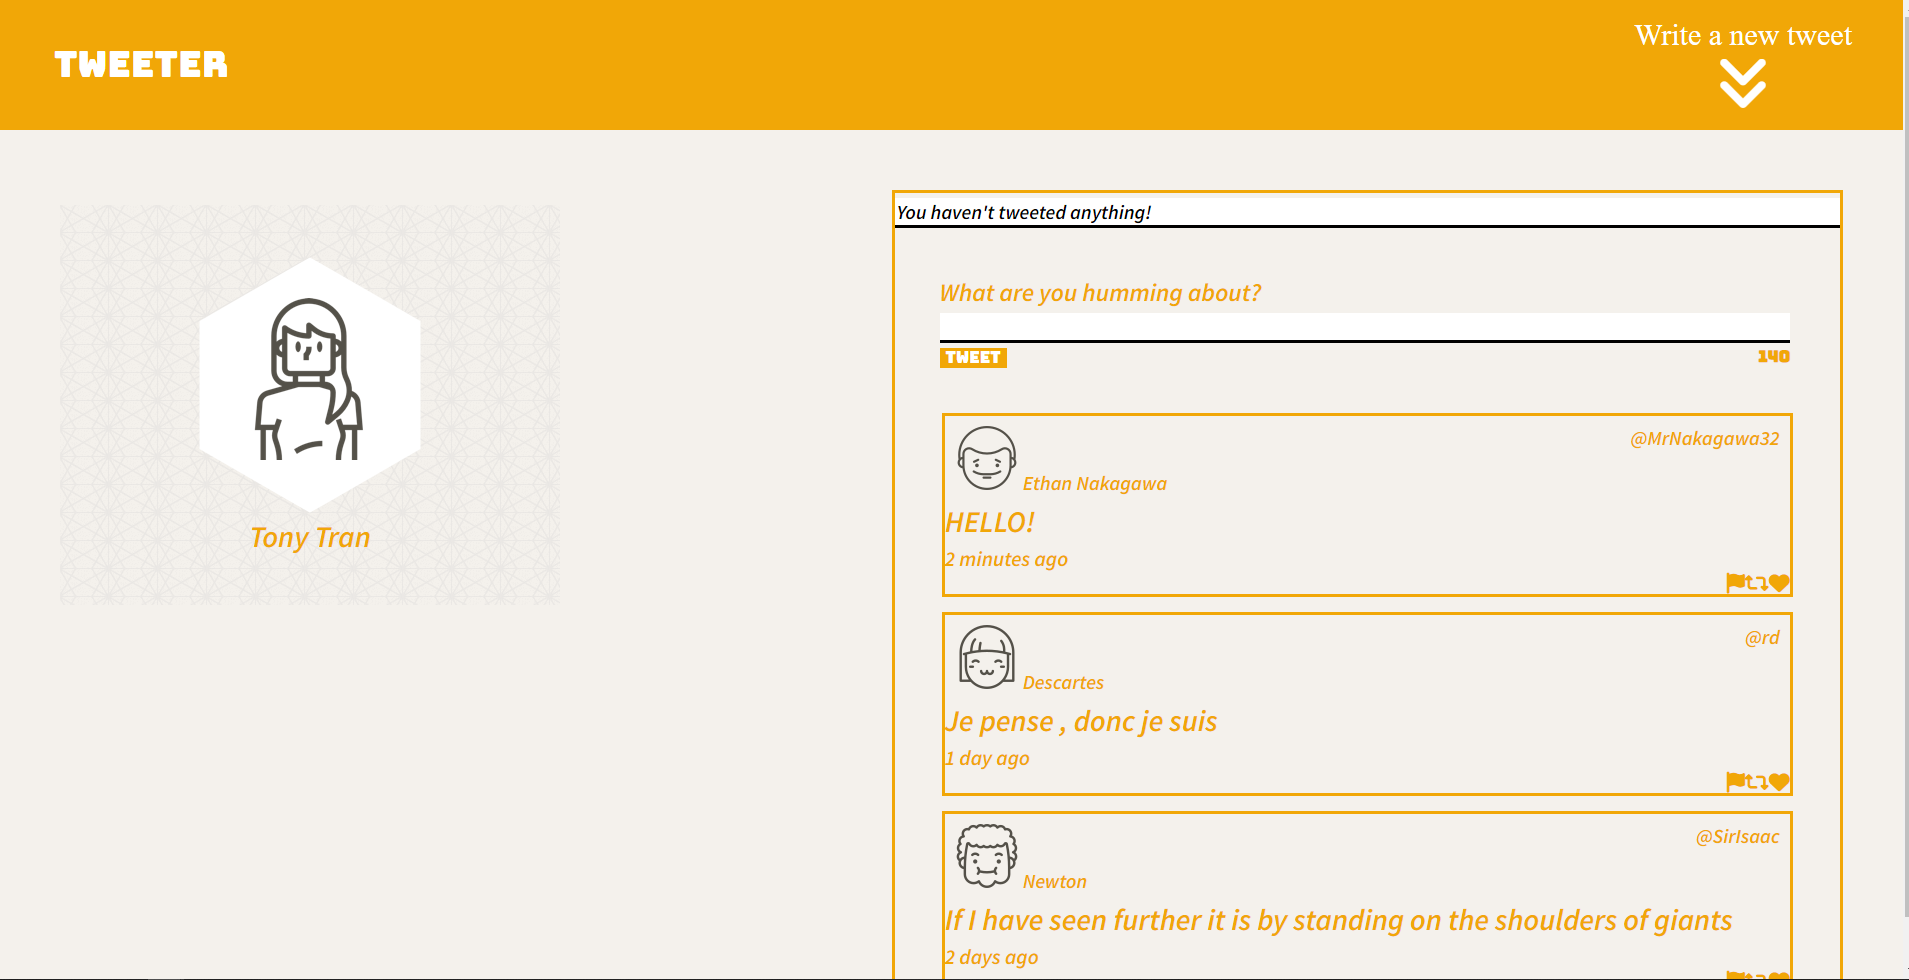 TWEETER
Write a new tweet
Tony Tran
You haven't tweeted anything!
What are you humming about?
TWEET
140
@MrNakagawa32
Ethan Nakagawa
HELLO!
2 minutes ago
@rd
Descartes
Je pense , donc je suis
1 day ago
@SirIsaac
Newton
If I have seen further it is by standing on the shoulders of giants
2 days ago